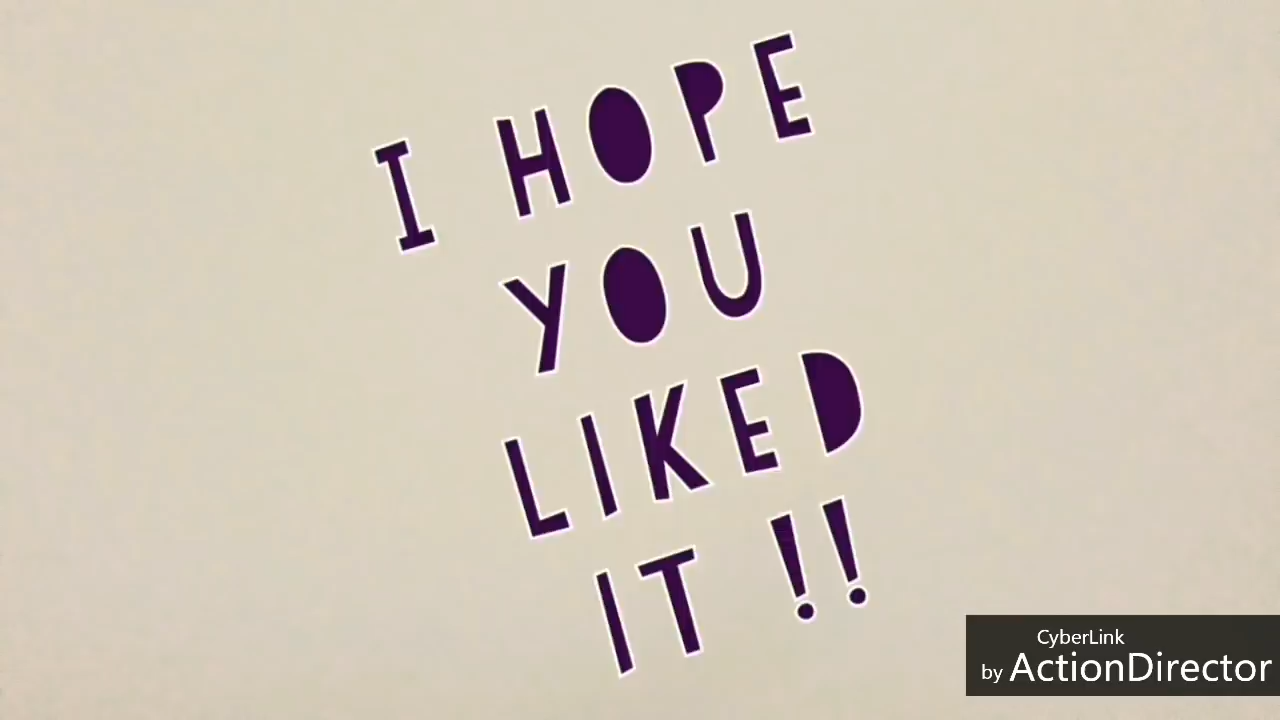 I HOPE
YOU
LIKED
IT !!
CyberLink
by ActionDirector